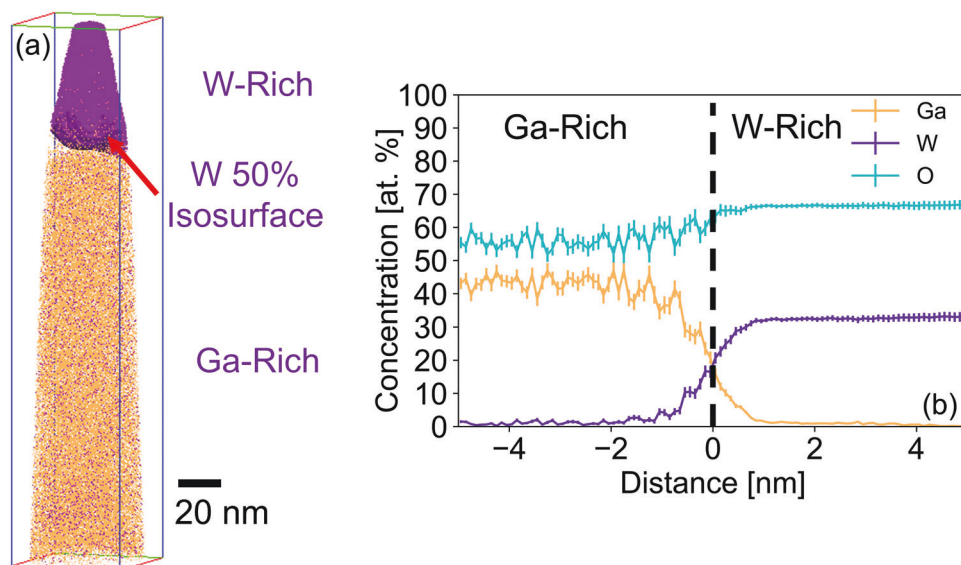 (a)
W-Rich
W 50%
Isosurface
Ga-Rich
20 nm
Concentration [at. %]
100
90
80
70
60
50
40
30
20
10
0
Ga-Rich
W-Rich
Ga
W
O
(b)
−4
−2
0
2
4
Distance [nm]